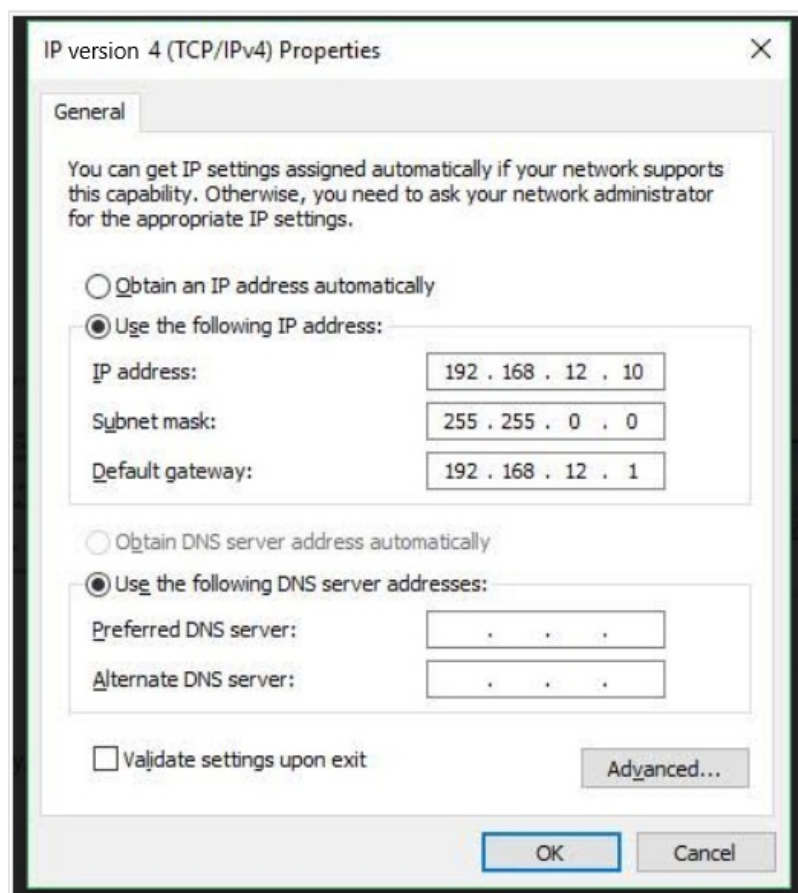 IP version 4 (TCP/IPv4) Properties
General
You can get IP settings assigned automatically if your network supports
this capability. Otherwise, you need to ask your network administrator
for the appropriate IP settings.
Obtain an IP address automatically
Use the following IP address:
IP address: 192 . 168 . 12 . 10
Subnet mask: 255 . 255 . 0 . 0
Default gateway: 192 . 168 . 12 . 1
Obtain DNS server address automatically
Use the following DNS server addresses:
Preferred DNS server: . . .
Alternate DNS server: . . .
Validate settings upon exit
Advanced...
OK Cancel